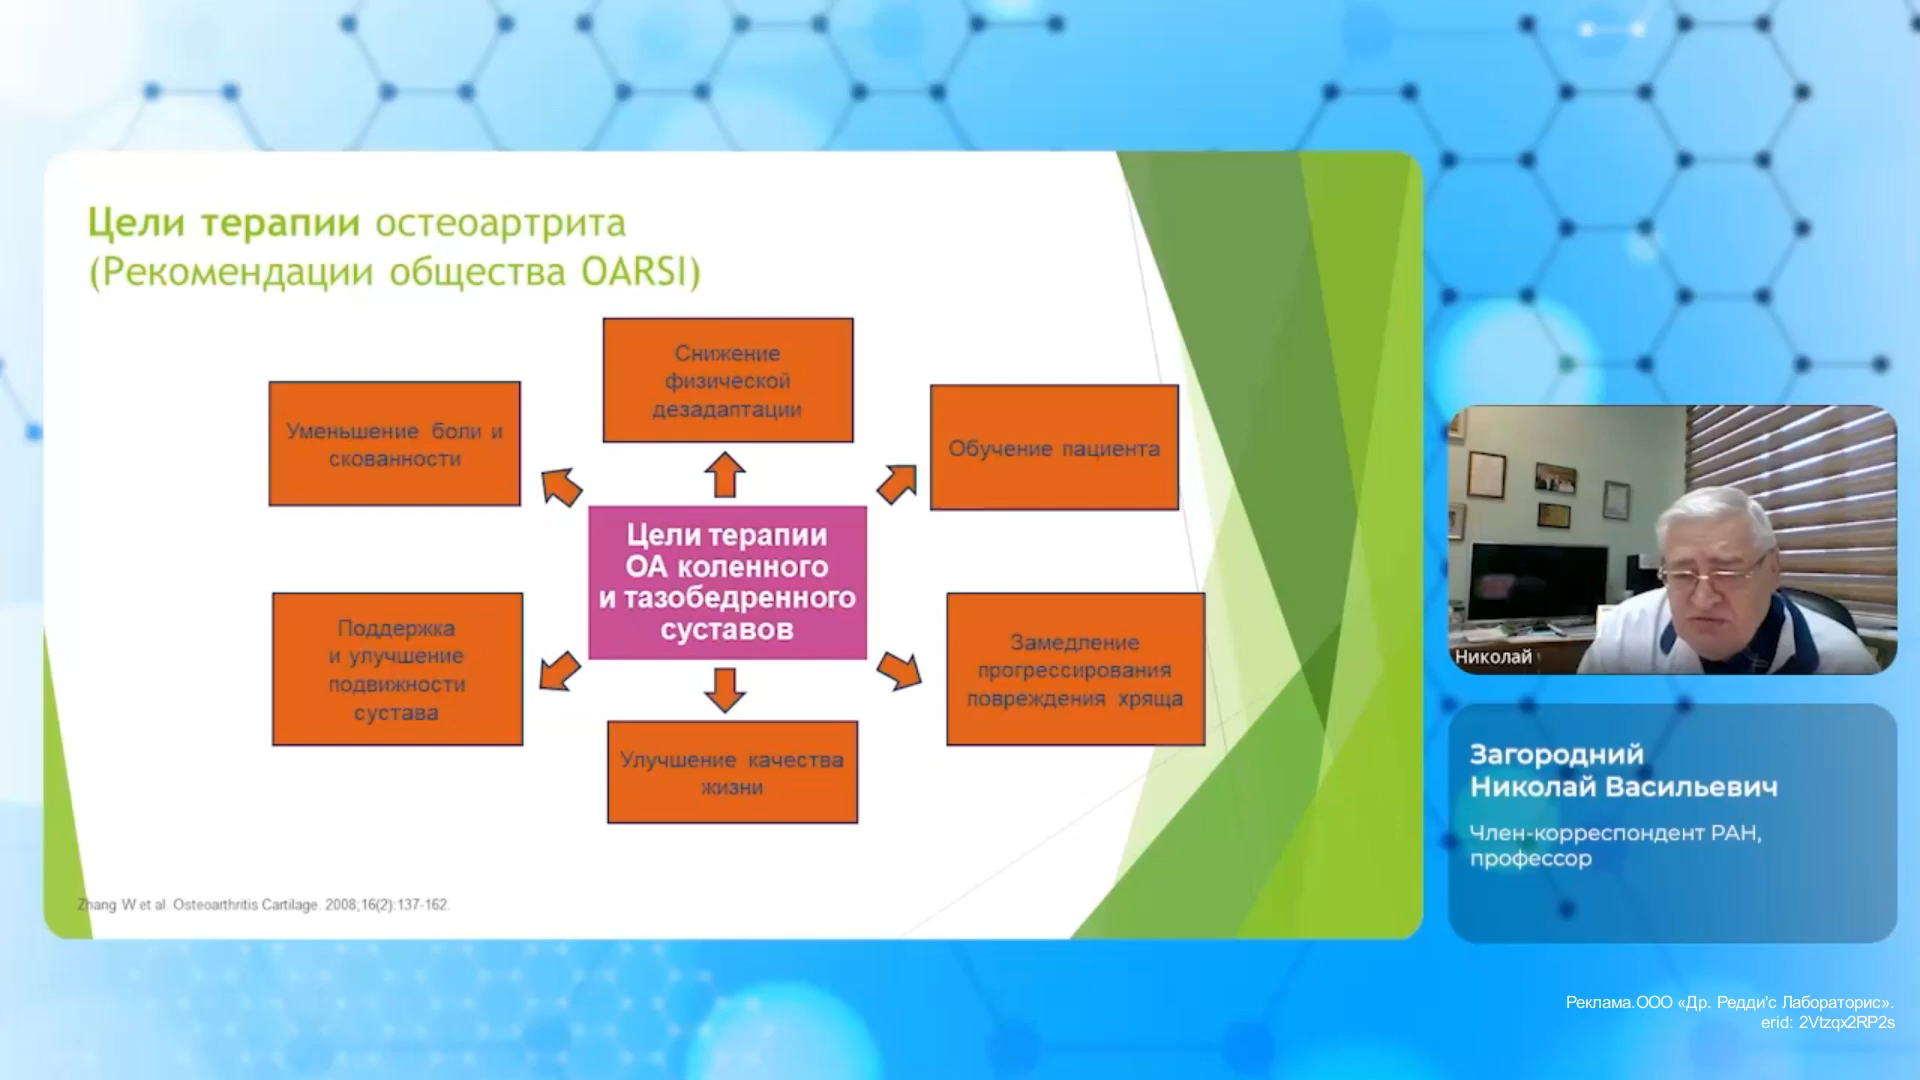 Цели терапии остеоартрита
(Рекомендации общества OARSI)
Снижение
физической
дезадаптации
Уменьшение боли и
скованности
Обучение пациента
Цели терапии
ОА коленного
и тазобедренного
суставов
Поддержка
и улучшение
подвижности
сустава
Замедление
прогрессирования
повреждения хряща
Улучшение качества
жизни
Zhang W et al. Osteoarthritis Cartilage. 2008;16(2):137-162.
Николай
Загородний
Николай Васильевич
Член-корреспондент РАН,
профессор
Реклама.ООО «Др. Редди'с Лабораторис».
erid: 2Vtzqx2RP2s